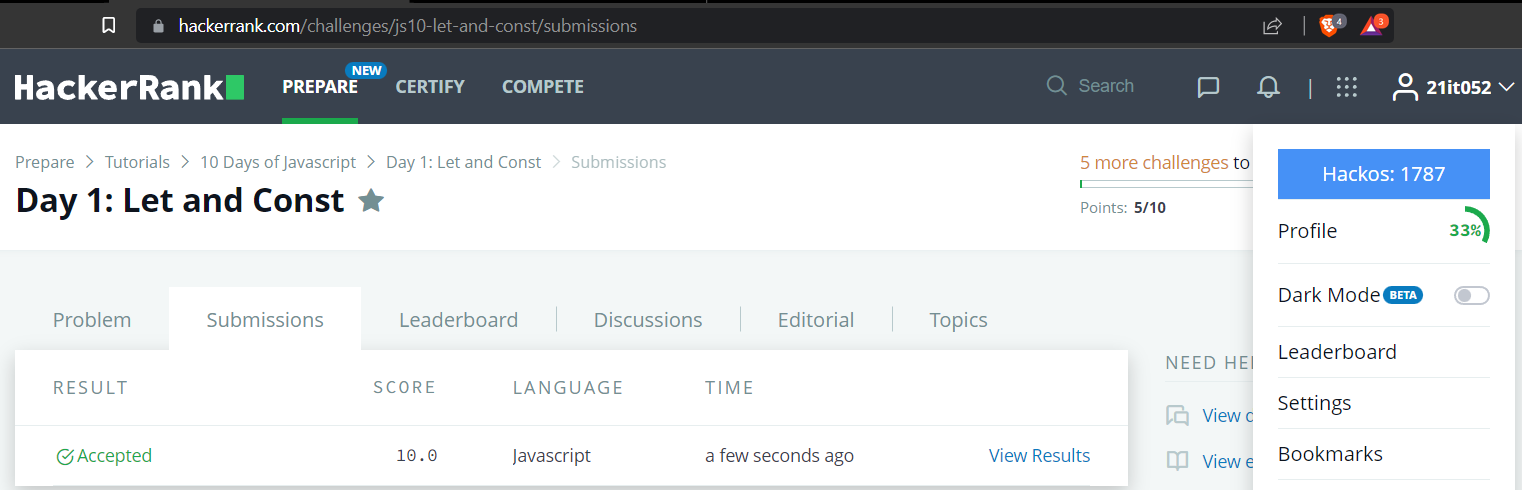 hackerrank.com/challenges/js10-let-and-const/submissions
4
3
HackerRank
PREPARE
NEW
CERTIFY
COMPETE
Search
21it052
Prepare > Tutorials > 10 Days of Javascript > Day 1: Let and Const > Submissions
Day 1: Let and Const
5 more challenges to
Points: 5/10
Hackos: 1787
Profile
33%
Dark Mode BETA
Leaderboard
Settings
Bookmarks
Problem
Submissions
Leaderboard
Discussions
Editorial
Topics
RESULT SCORE LANGUAGE TIME
Accepted 10.0 Javascript a few seconds ago View Results
NEED HE
View
View e